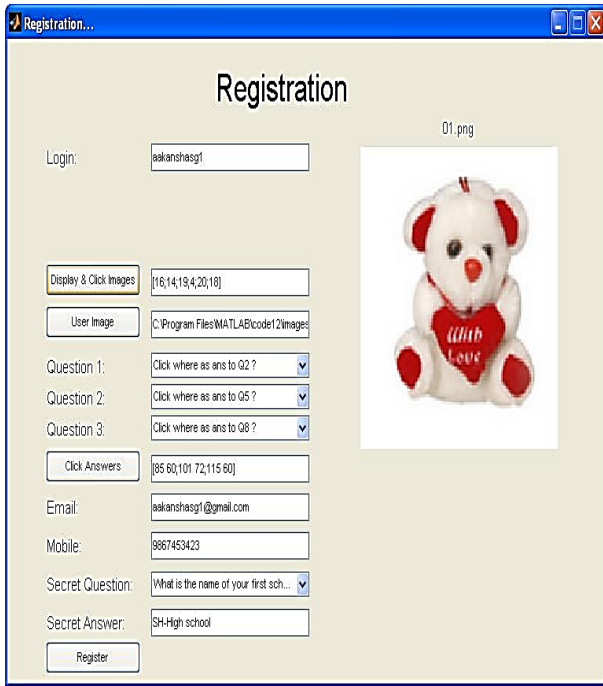 Registration...
Registration
01.png
Login: aakanshasg1
With
Love
Display & Click Images [16;14;19;4;20;18]
User Image C:\Program Files\MATLAB\code12\images
Question 1: Click where as ans to Q2 ?
Question 2: Click where as ans to Q5 ?
Question 3: Click where as ans to Q8 ?
Click Answers [85 60;101 72;115 60]
Email: aakanshasg1@gmail.com
Mobile: 9867453423
Secret Question: What is the name of your first sch...
Secret Answer: SH-High school
Register